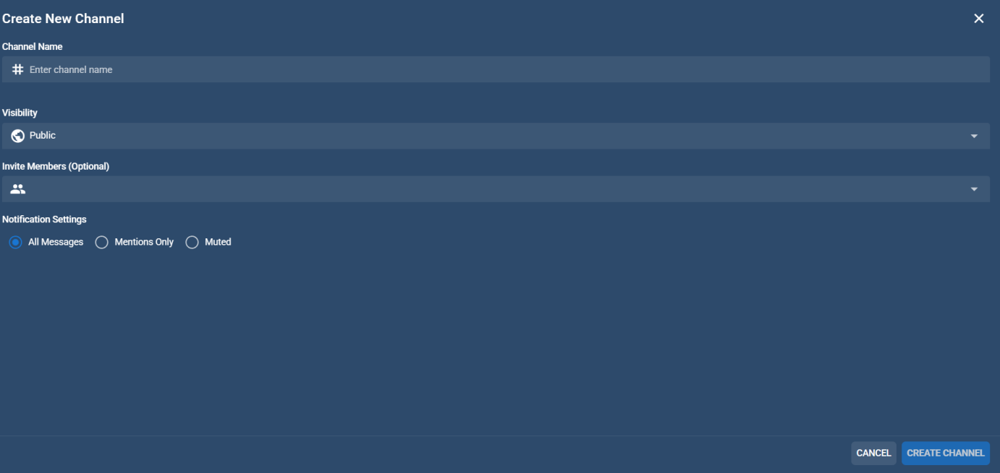 Create New Channel
Channel Name
Enter channel name
Visibility
Public
Invite Members (Optional)
Notification Settings
All Messages Mentions Only Muted
CANCEL CREATE CHANNEL